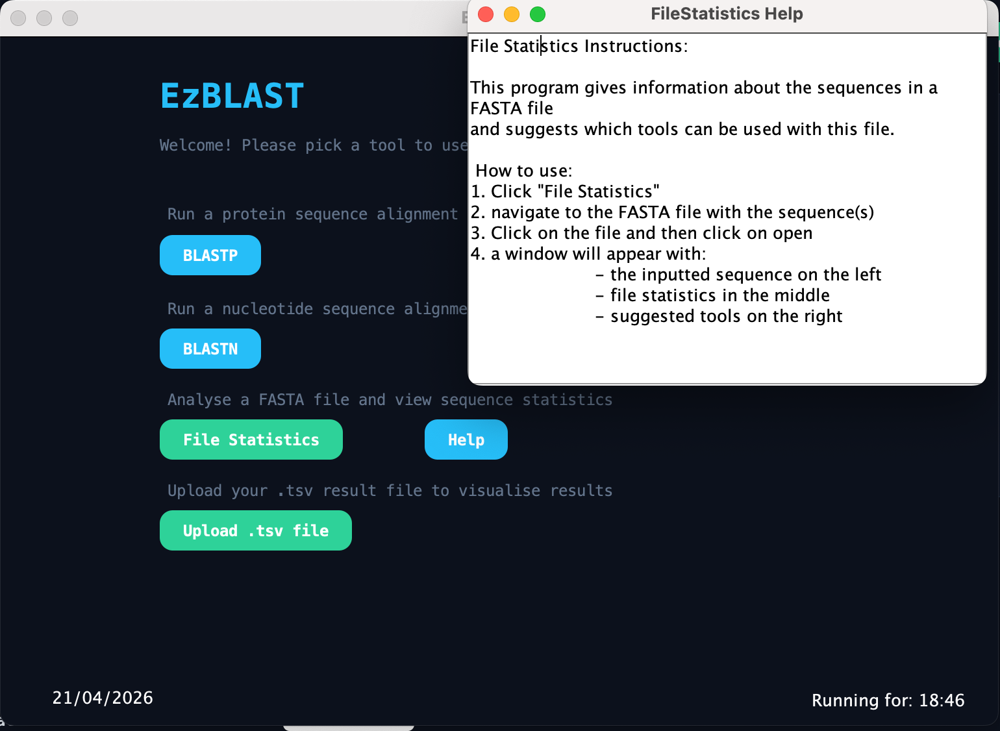 FileStatistics Help
File Statistics Instructions:
This program gives information about the sequences in a
FASTA file
and suggests which tools can be used with this file.
How to use:
1. Click "File Statistics"
2. navigate to the FASTA file with the sequence(s)
3. Click on the file and then click on open
4. a window will appear with:
- the inputted sequence on the left
- file statistics in the middle
- suggested tools on the right
EzBLAST
Welcome! Please pick a tool to use
Run a protein sequence alignment
BLASTP
Run a nucleotide sequence alignme
BLASTN
Analyse a FASTA file and view sequence statistics
File Statistics
Help
Upload your .tsv result file to visualise results
Upload .tsv file
21/04/2026
Running for: 18:46